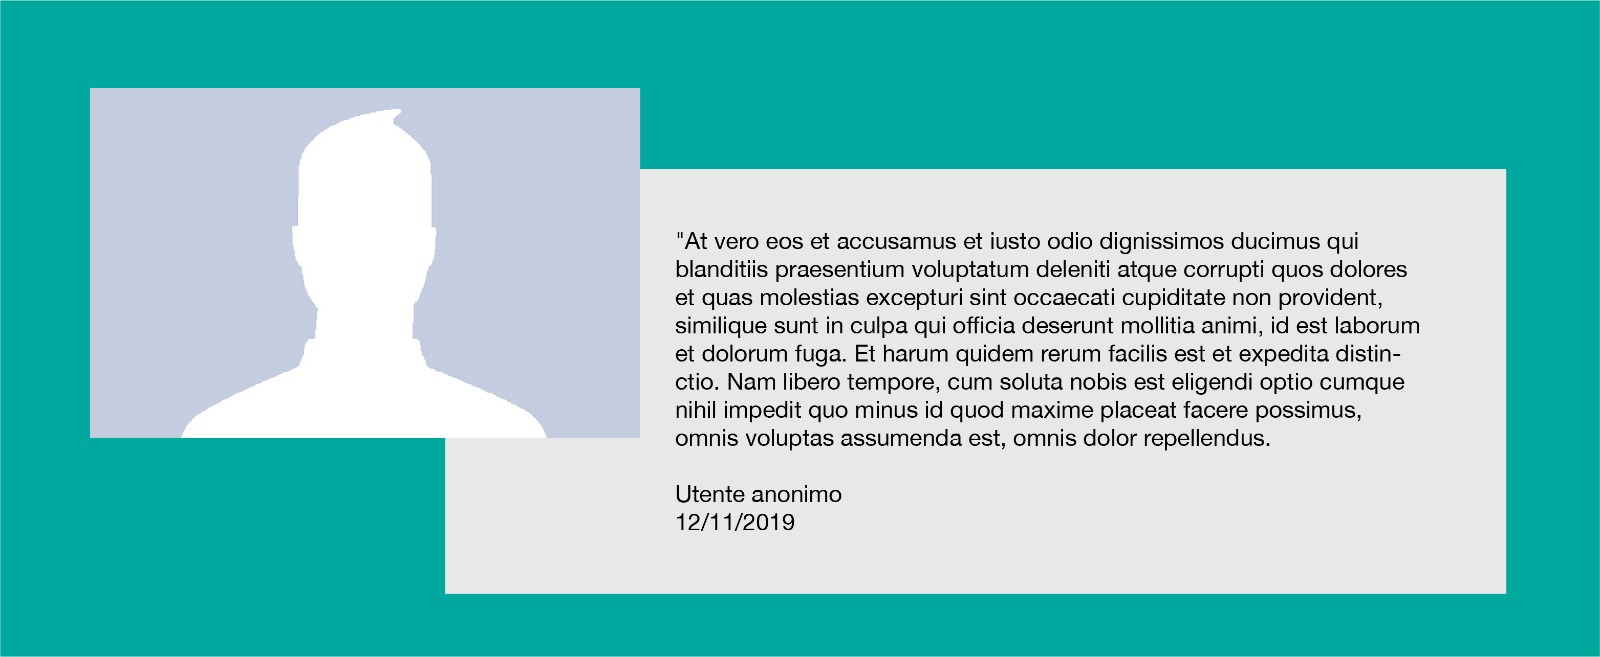 "At vero eos et accusamus et iusto odio dignissimos ducimus qui
blanditiis praesentium voluptatum deleniti atque corrupti quos dolores
et quas molestias excepturi sint occaecati cupiditate non provident,
similique sunt in culpa qui officia deserunt mollitia animi, id est laborum
et dolorum fuga. Et harum quidem rerum facilis est et expedita distin-
ctio. Nam libero tempore, cum soluta nobis est eligendi optio cumque
nihil impedit quo minus id quod maxime placeat facere possimus,
omnis voluptas assumenda est, omnis dolor repellendus.
Utente anonimo
12/11/2019